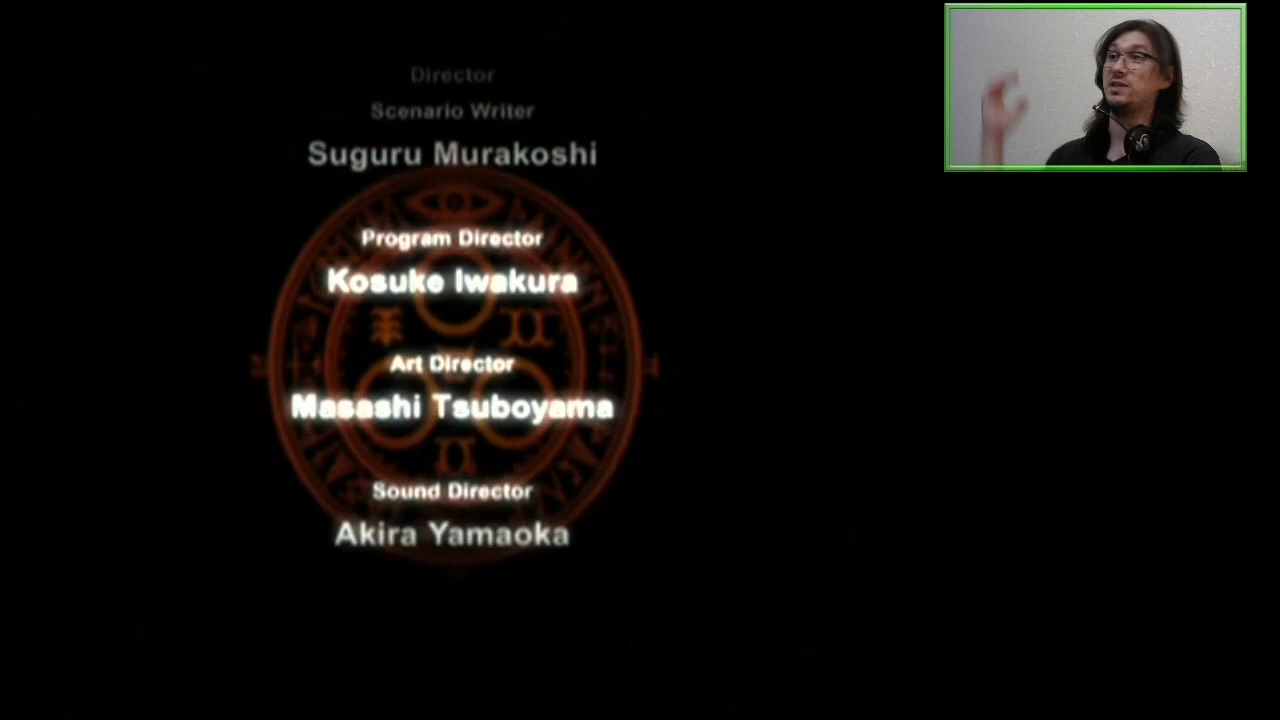 Director
Scenario Writer
Suguru Murakoshi
Program Director
Kosuke Iwakura
Art Director
Masashi Tsuboyama
Sound Director
Akira Yamaoka